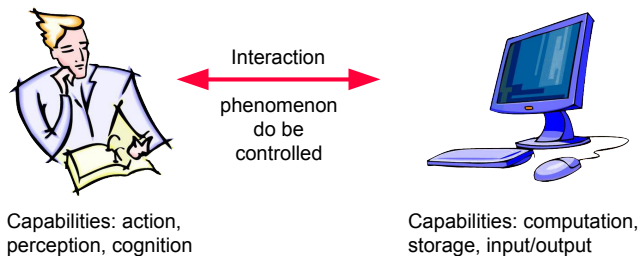 Interaction
phenomenon
do be
controlled
Capabilities: action,
perception, cognition
Capabilities: computation,
storage, input/output